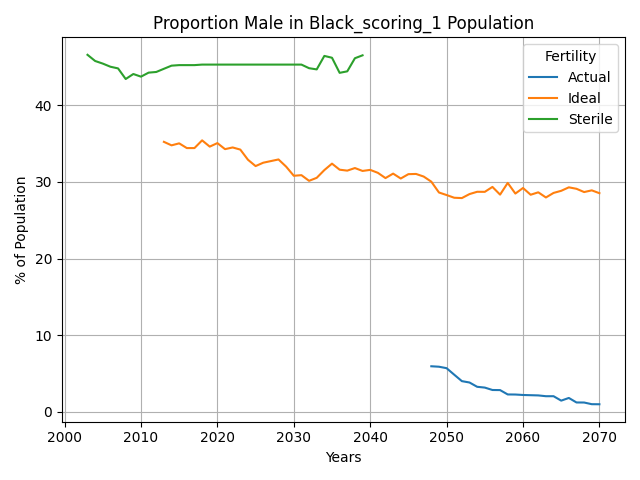 Proportion Male in Black_scoring_1 Population
Fertility
Actual
Ideal
Sterile
% of Population
40
30
20
10
0
2000 2010 2020 2030 2040 2050 2060 2070
Years